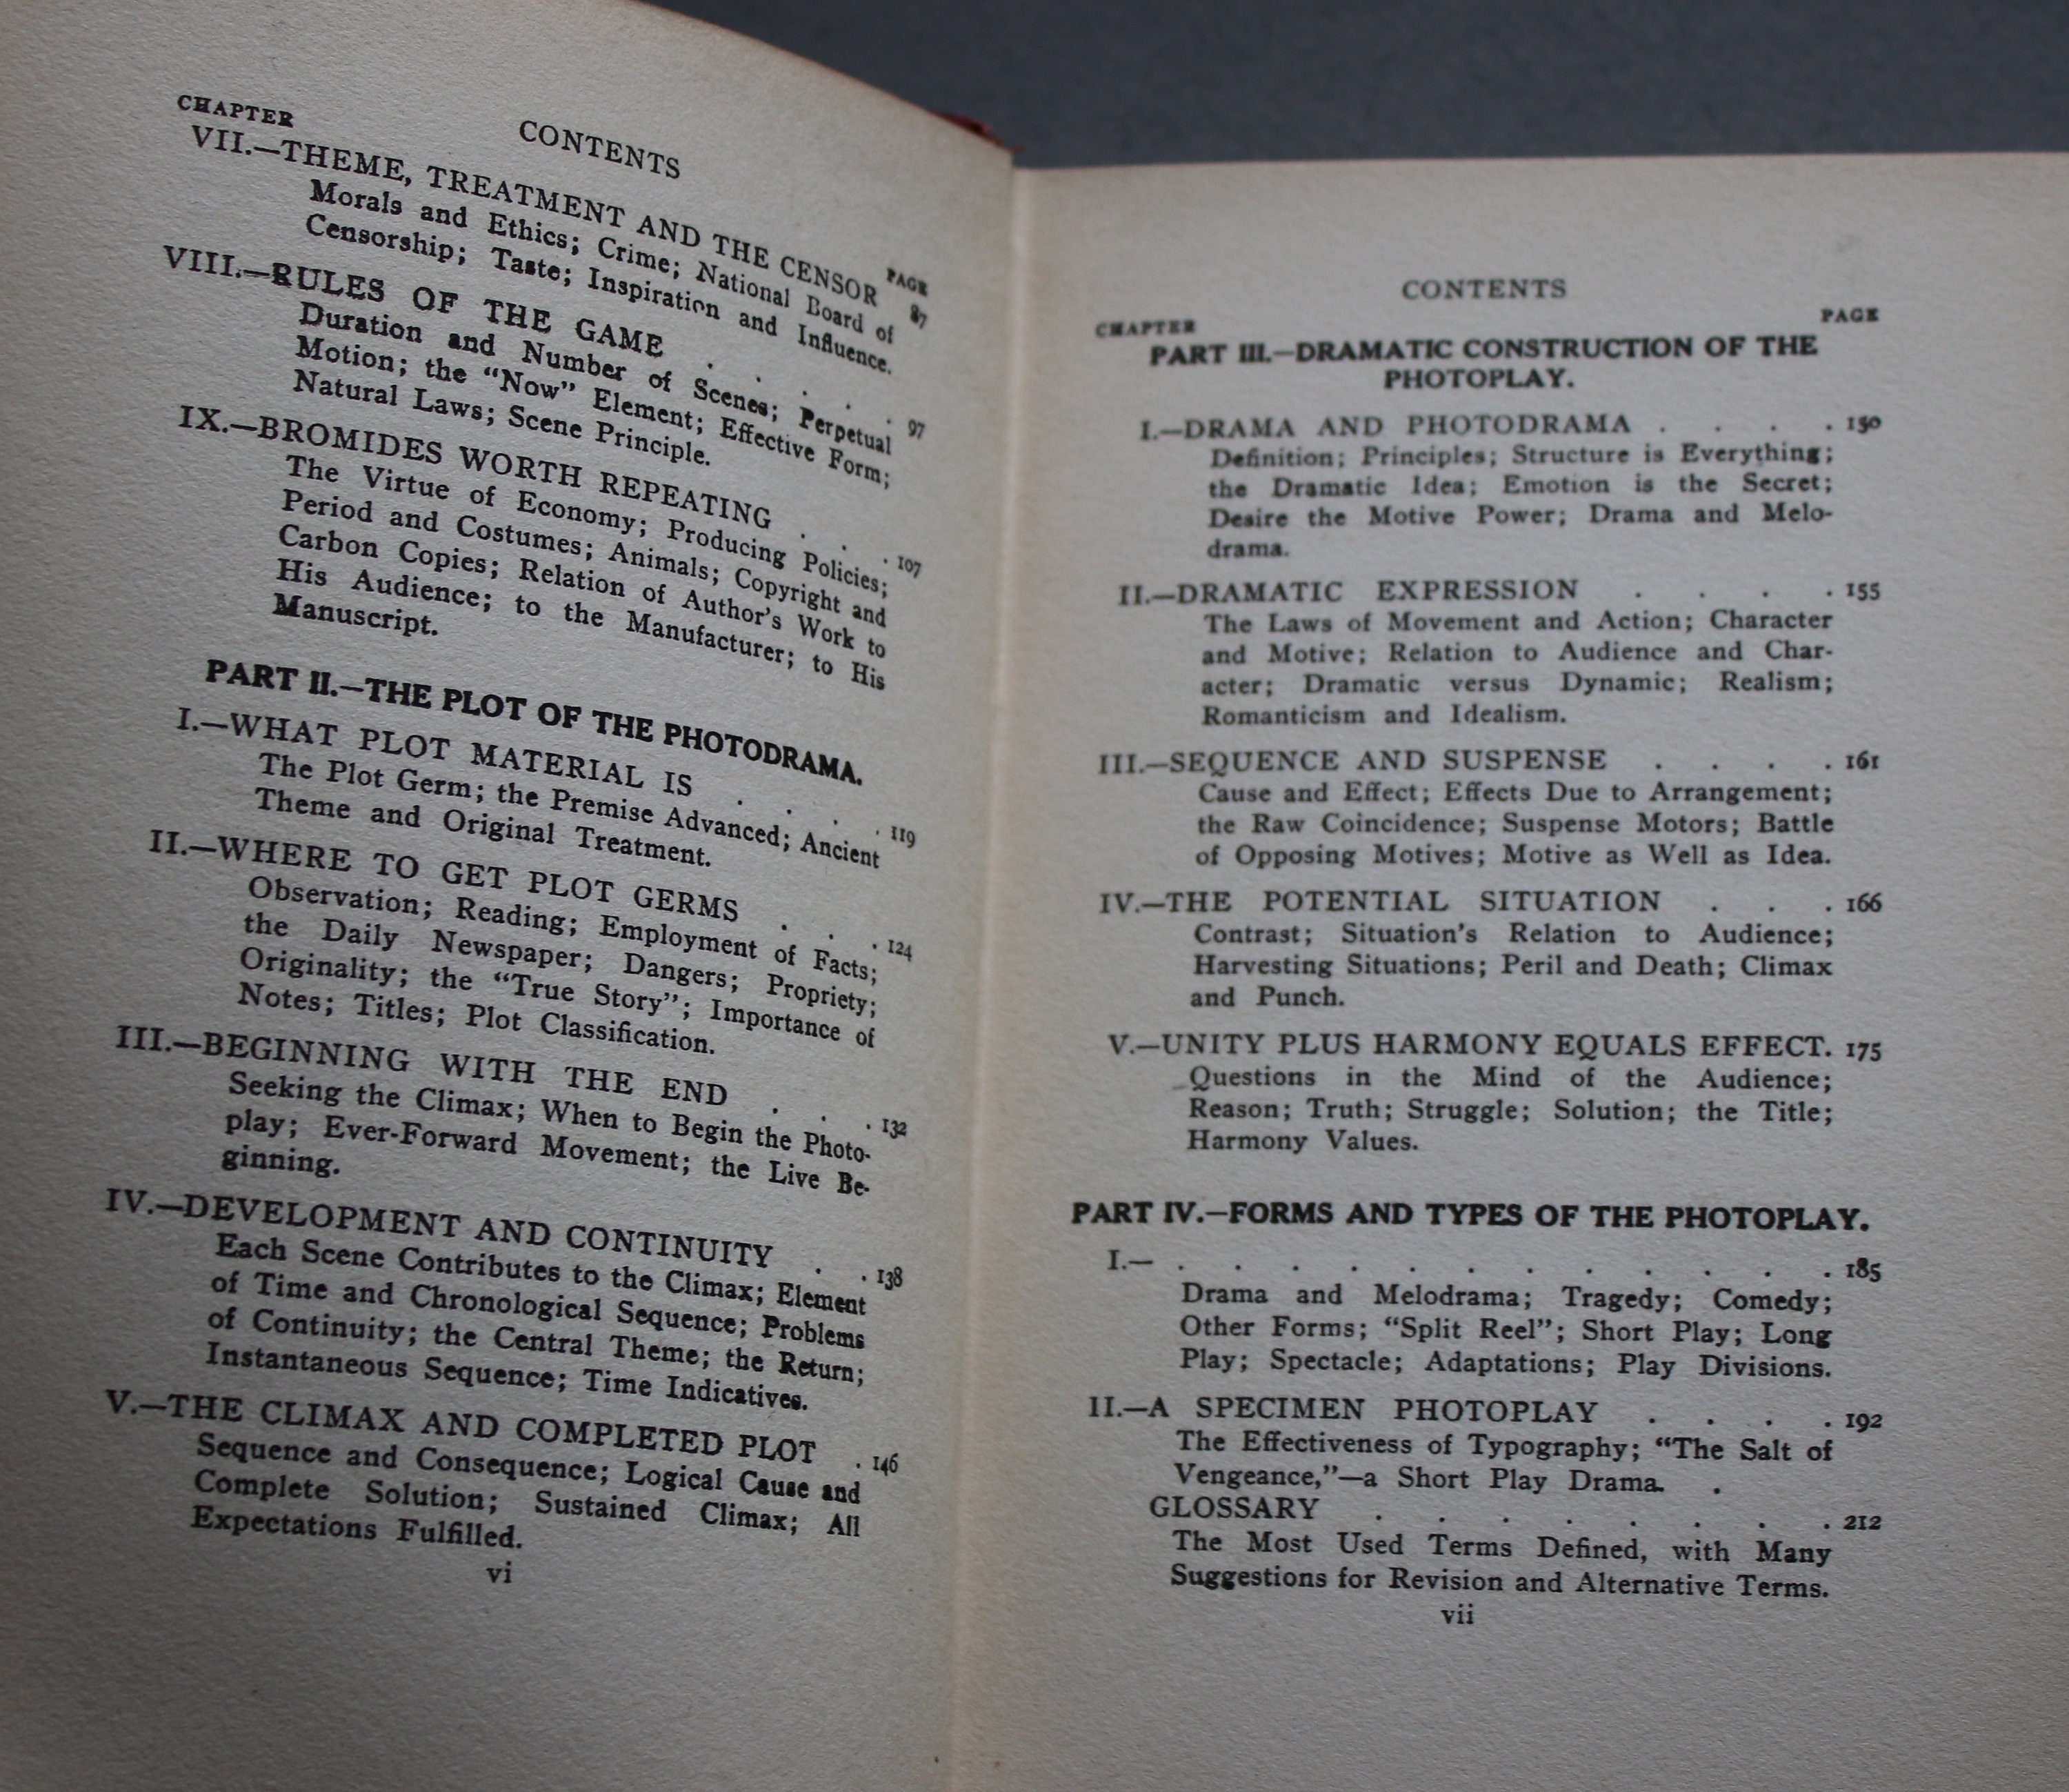 CONTENTS
CHAPTER
PAGE
VII.—THEME, TREATMENT AND THE CENSOR 87
Morals and Ethics; Crime; National Board of
Censorship; Taste; Inspiration and Influence.
VIII.—RULES OF THE GAME . . . . . 97
Duration and Number of Scenes; Perpetual
Motion; the “Now” Element; Effective Form;
Natural Laws; Scene Principle.
IX.—BROMIDES WORTH REPEATING . . . 107
The Virtue of Economy; Producing Policies;
Period and Costumes; Animals; Copyright and
Carbon Copies; Relation of Author's Work to
His Audience; to the Manufacturer; to His
Manuscript.
PART II.—THE PLOT OF THE PHOTODRAMA.
I.—WHAT PLOT MATERIAL IS . . . . 119
The Plot Germ; the Premise Advanced; Ancient
Theme and Original Treatment.
II.—WHERE TO GET PLOT GERMS . . . 124
Observation; Reading; Employment of Facts;
the Daily Newspaper; Dangers; Propriety;
Originality; the “True Story”; Importance of
Notes; Titles; Plot Classification.
III.—BEGINNING WITH THE END . . . 132
Seeking the Climax; When to Begin the Photo-
play; Ever-Forward Movement; the Live Be-
ginning.
IV.—DEVELOPMENT AND CONTINUITY . . 138
Each Scene Contributes to the Climax; Element
of Time and Chronological Sequence; Problems
of Continuity; the Central Theme; the Return;
Instantaneous Sequence; Time Indicatives.
V.—THE CLIMAX AND COMPLETED PLOT . 146
Sequence and Consequence; Logical Cause and
Complete Solution; Sustained Climax; All
Expectations Fulfilled.
vi
CONTENTS
CHAPTER
PAGE
PART III.—DRAMATIC CONSTRUCTION OF THE
PHOTOPLAY.
I.—DRAMA AND PHOTODRAMA . . . . 150
Definition; Principles; Structure is Everything;
the Dramatic Idea; Emotion is the Secret;
Desire the Motive Power; Drama and Melo-
drama.
II.—DRAMATIC EXPRESSION . . . . 155
The Laws of Movement and Action; Character
and Motive; Relation to Audience and Char-
acter; Dramatic versus Dynamic; Realism;
Romanticism and Idealism.
III.—SEQUENCE AND SUSPENSE . . . . 161
Cause and Effect; Effects Due to Arrangement;
the Raw Coincidence; Suspense Motors; Battle
of Opposing Motives; Motive as Well as Idea.
IV.—THE POTENTIAL SITUATION . . . 166
Contrast; Situation's Relation to Audience;
Harvesting Situations; Peril and Death; Climax
and Punch.
V.—UNITY PLUS HARMONY EQUALS EFFECT. 175
Questions in the Mind of the Audience;
Reason; Truth; Struggle; Solution; the Title;
Harmony Values.
PART IV.—FORMS AND TYPES OF THE PHOTOPLAY.
I.— . . . . . . . . . . . . 185
Drama and Melodrama; Tragedy; Comedy;
Other Forms; “Split Reel”; Short Play; Long
Play; Spectacle; Adaptations; Play Divisions.
II.—A SPECIMEN PHOTOPLAY . . . . 192
The Effectiveness of Typography; “The Salt of
Vengeance,”—a Short Play Drama. .
GLOSSARY . . . . . . . . 212
The Most Used Terms Defined, with Many
Suggestions for Revision and Alternative Terms.
vii